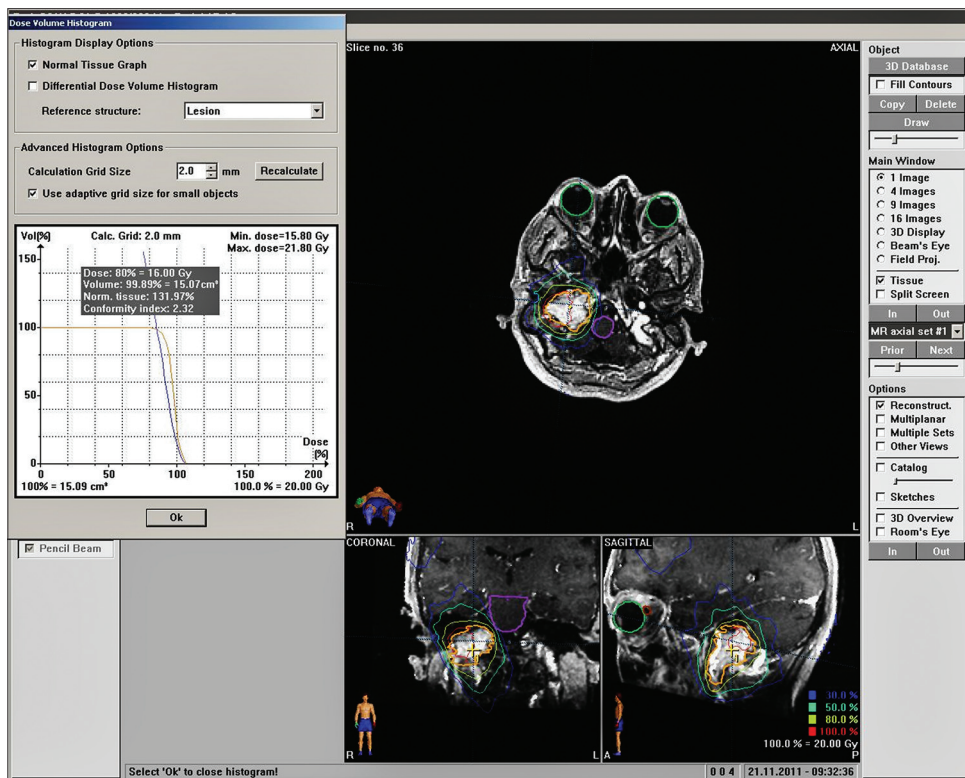 Dose Volume Histogram
Histogram Display Options
Normal Tissue Graph
Differential Dose Volume Histogram
Reference structure: Lesion
Advanced Histogram Options
Calculation Grid Size 2.0 mm Recalculate
Use adaptive grid size for small objects
Vol(%) Calc. Grid: 2.0 mm Min. dose=15.80 Gy
Max. dose=21.80 Gy
150
Dose: 80% = 16.00 Gy
Volume: 99.89% = 15.07cm³
Norm. tissue: 131.97%
Conformity index: 2.32
100
50
Dose
[%]
0
0 50 100 150 200
100% = 15.09 cm³ 100.0 % = 20.00 Gy
Ok
Pencil Beam
Slice no. 36 AXIAL
R L
CORONAL
R L
SAGITTAL
30.0 %
50.0 %
80.0 %
100.0 %
100.0 % = 20.00 Gy
A P
Object
3D Database
Fill Contours
Copy Delete
Draw
Main Window
1 Image
4 Images
9 Images
16 Images
3D Display
Beam's Eye
Field Proj.
Tissue
Split Screen
In Out
MR axial set #1
Prior Next
Options
Reconstruct.
Multiplanar
Multiple Sets
Other Views
Catalog
Sketches
3D Overview
Room's Eye
In Out
Select 'Ok' to close histogram! 0 0 4 21.11.2011 - 09:32:36